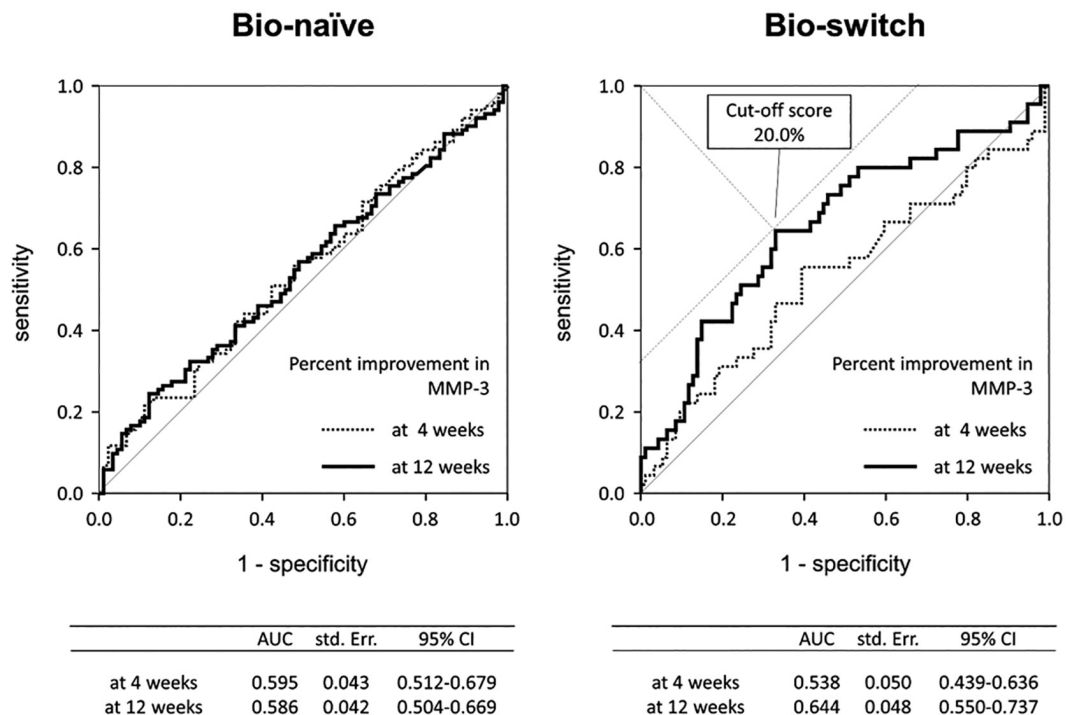 Bio-naïve
1.0
0.8
0.6
0.4
0.2
0.0
sensitivity
Percent improvement in
MMP-3
at 4 weeks
at 12 weeks
0.0 0.2 0.4 0.6 0.8 1.0
1 - specificity
AUC std. Err. 95% CI
at 4 weeks 0.595 0.043 0.512-0.679
at 12 weeks 0.586 0.042 0.504-0.669
Bio-switch
1.0
0.8
0.6
0.4
0.2
0.0
sensitivity
Cut-off score
20.0%
Percent improvement in
MMP-3
at 4 weeks
at 12 weeks
0.0 0.2 0.4 0.6 0.8 1.0
1 - specificity
AUC std. Err. 95% CI
at 4 weeks 0.538 0.050 0.439-0.636
at 12 weeks 0.644 0.048 0.550-0.737